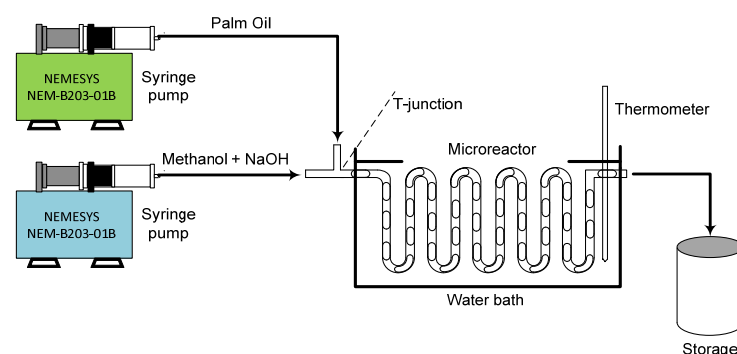 Palm Oil
NEMESYS
NEM-B203-01B
Syringe
pump
T-junction
Thermometer
Methanol + NaOH
Microreactor
NEMESYS
NEM-B203-01B
Syringe
pump
Water bath
Storage